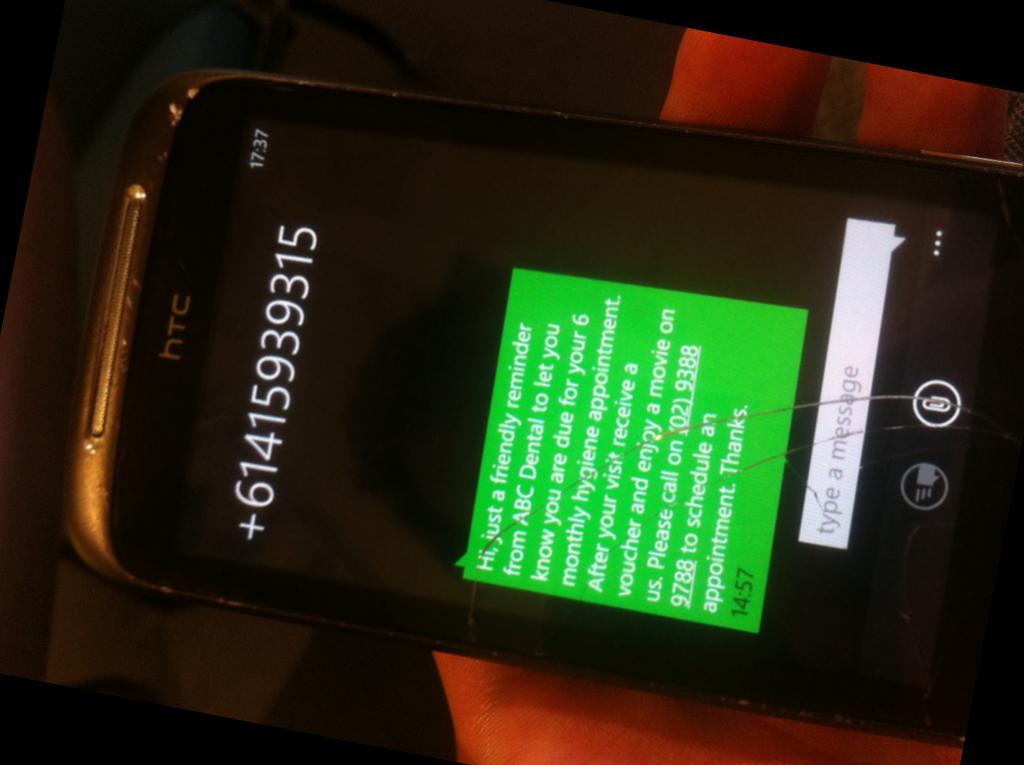 hTC
17:37
+61415939315
Hi, just a friendly reminder
from ABC Dental to let you
know you are due for your 6
monthly hygiene appointment.
After your visit receive a
voucher and enjoy a movie on
us. Please call on (02) 9388
9788 to schedule an
appointment. Thanks.
14:57
type a message